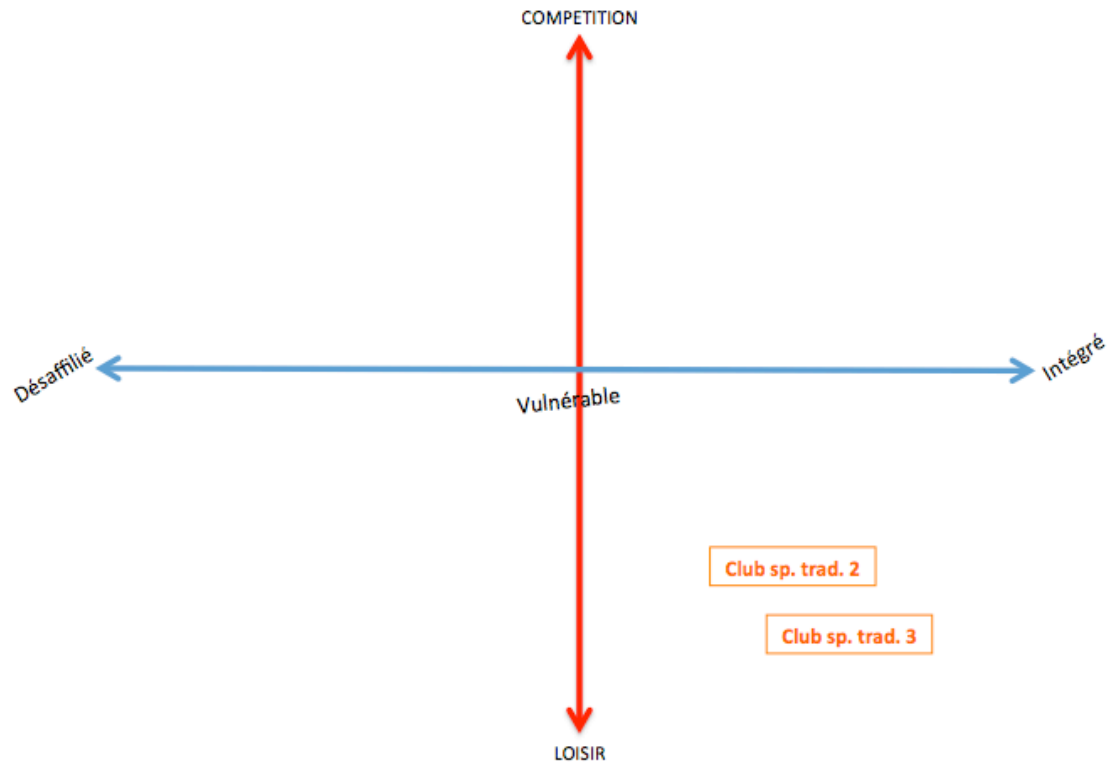 COMPETITION
Désaffilié
Intégré
Vulnérable
Club sp. trad. 2
Club sp. trad. 3
LOISIR